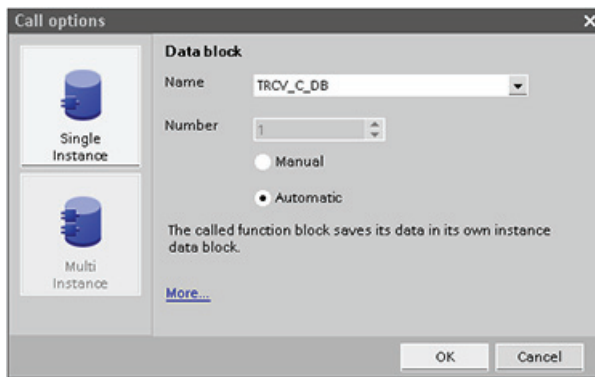 Call options
Single
Instance
Multi
Instance
Data block
Name
TRCV_C_DB
Number
1
Manual
Automatic
The called function block saves its data in its own instance
data block.
More...
OK
Cancel